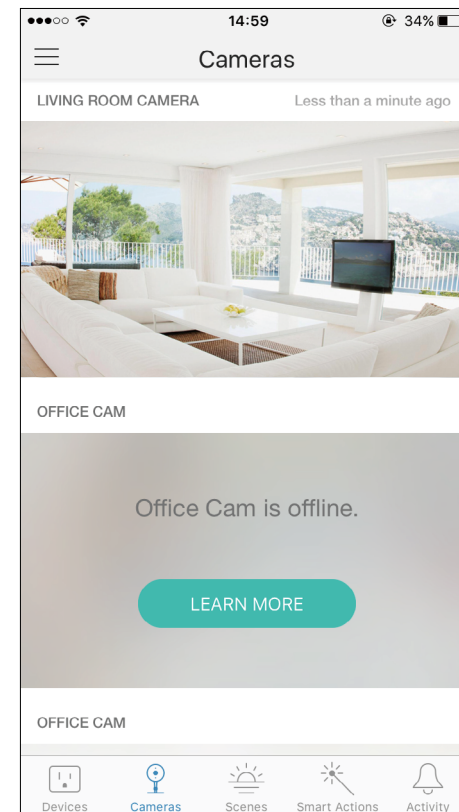 14:59
34%
Cameras
LIVING ROOM CAMERA Less than a minute ago
OFFICE CAM
Office Cam is offline.
LEARN MORE
OFFICE CAM
Devices Cameras Scenes Smart Actions Activity